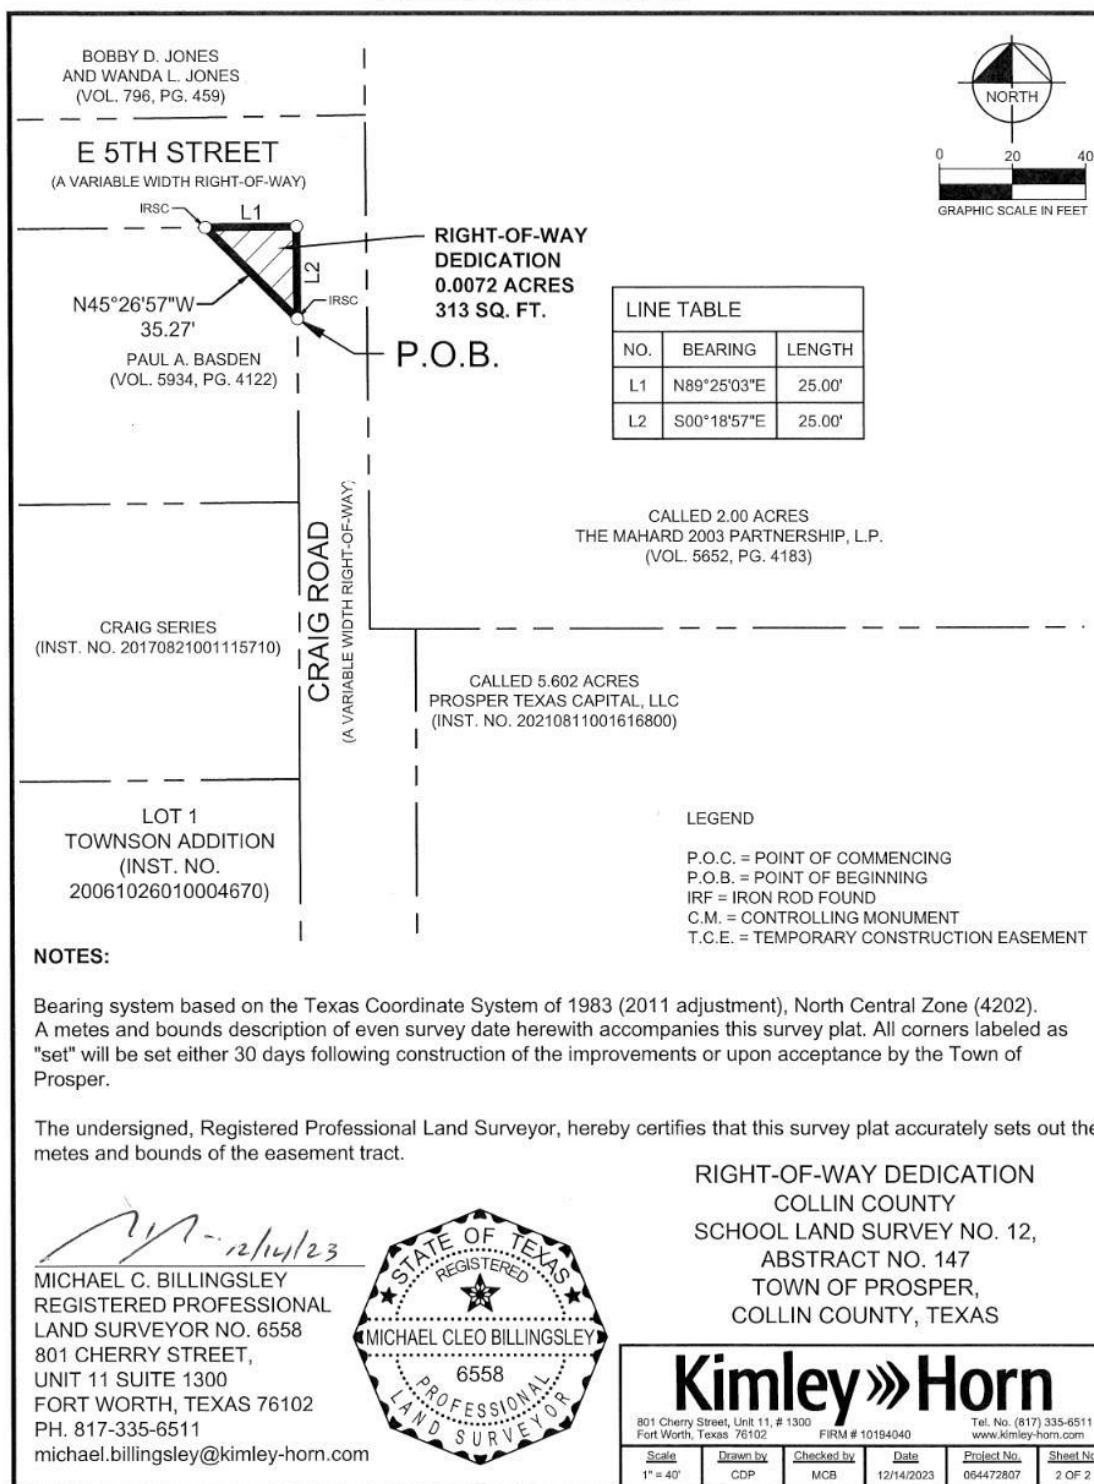 BOBBY D. JONES
AND WANDA L. JONES
(VOL. 796, PG. 459)
NORTH
E 5TH STREET
(A VARIABLE WIDTH RIGHT-OF-WAY)
0 20 40
GRAPHIC SCALE IN FEET
IRSC
L1
L2
IRSC
RIGHT-OF-WAY
DEDICATION
0.0072 ACRES
313 SQ. FT.
N45°26'57"W
35.27'
P.O.B.
PAUL A. BASDEN
(VOL. 5934, PG. 4122)
LINE TABLE
NO. BEARING LENGTH
L1 N89°25'03"E 25.00'
L2 S00°18'57"E 25.00'
CALLED 2.00 ACRES
THE MAHARD 2003 PARTNERSHIP, L.P.
(VOL. 5652, PG. 4183)
CRAIG ROAD
(A VARIABLE WIDTH RIGHT-OF-WAY)
CRAIG SERIES
(INST. NO. 20170821001115710)
CALLED 5.602 ACRES
PROSPER TEXAS CAPITAL, LLC
(INST. NO. 20210811001616800)
LOT 1
TOWNSON ADDITION
(INST. NO.
20061026010004670)
LEGEND
P.O.C. = POINT OF COMMENCING
P.O.B. = POINT OF BEGINNING
IRF = IRON ROD FOUND
C.M. = CONTROLLING MONUMENT
T.C.E. = TEMPORARY CONSTRUCTION EASEMENT
NOTES:
Bearing system based on the Texas Coordinate System of 1983 (2011 adjustment), North Central Zone (4202).
A metes and bounds description of even survey date herewith accompanies this survey plat. All corners labeled as
"set" will be set either 30 days following construction of the improvements or upon acceptance by the Town of
Prosper.
The undersigned, Registered Professional Land Surveyor, hereby certifies that this survey plat accurately sets out the
metes and bounds of the easement tract.
12/14/23
MICHAEL C. BILLINGSLEY
REGISTERED PROFESSIONAL
LAND SURVEYOR NO. 6558
801 CHERRY STREET,
UNIT 11 SUITE 1300
FORT WORTH, TEXAS 76102
PH. 817-335-6511
michael.billingsley@kimley-horn.com
STATE OF TEXAS
REGISTERED
MICHAEL CLEO BILLINGSLEY
6558
PROFESSIONAL
LAND SURVEYOR
RIGHT-OF-WAY DEDICATION
COLLIN COUNTY
SCHOOL LAND SURVEY NO. 12,
ABSTRACT NO. 147
TOWN OF PROSPER,
COLLIN COUNTY, TEXAS
Kimley»Horn
801 Cherry Street, Unit 11, # 1300
Fort Worth, Texas 76102
FIRM # 10194040
Tel. No. (817) 335-6511
www.kimley-horn.com
Scale Drawn by Checked by Date Project No. Sheet No
1" = 40' CDP MCB 12/14/2023 064472807 2 OF 2